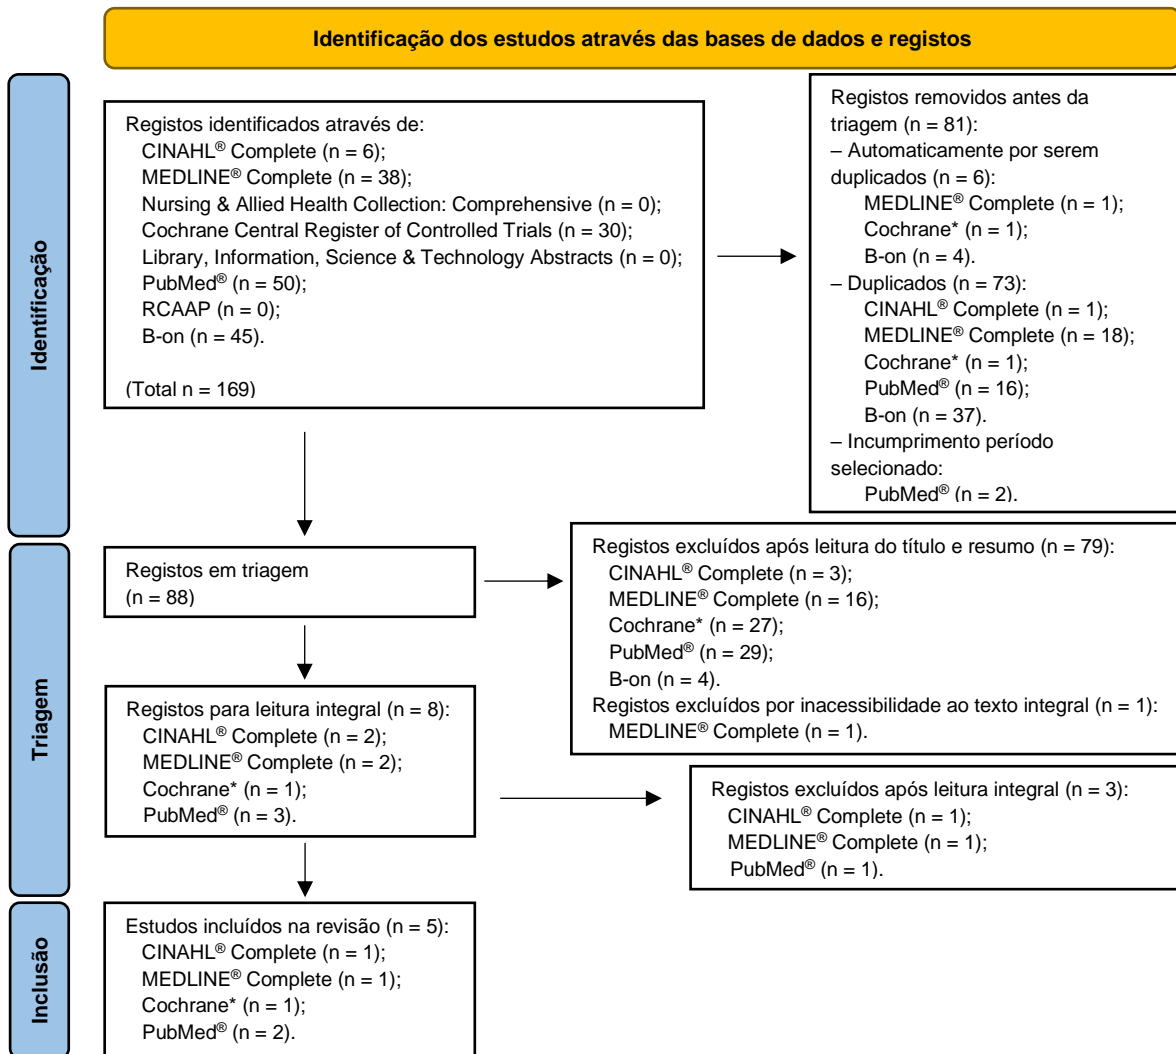 Identificação dos estudos através das bases de dados e registos
Identificação
Registos identificados através de:
CINAHL® Complete (n = 6);
MEDLINE® Complete (n = 38);
Nursing & Allied Health Collection: Comprehensive (n = 0);
Cochrane Central Register of Controlled Trials (n = 30);
Library, Information, Science & Technology Abstracts (n = 0);
PubMed® (n = 50);
RCAAP (n = 0);
B-on (n = 45).
(Total n = 169)
Registos removidos antes da
triagem (n = 81):
– Automaticamente por serem
duplicados (n = 6):
MEDLINE® Complete (n = 1);
Cochrane* (n = 1);
B-on (n = 4).
– Duplicados (n = 73):
CINAHL® Complete (n = 1);
MEDLINE® Complete (n = 18);
Cochrane* (n = 1);
PubMed® (n = 16);
B-on (n = 37).
– Incumprimento período
selecionado:
PubMed® (n = 2).
Triagem
Registos em triagem
(n = 88)
Registos excluídos após leitura do título e resumo (n = 79):
CINAHL® Complete (n = 3);
MEDLINE® Complete (n = 16);
Cochrane* (n = 27);
PubMed® (n = 29);
B-on (n = 4).
Registos excluídos por inacessibilidade ao texto integral (n = 1):
MEDLINE® Complete (n = 1).
Registos para leitura integral (n = 8):
CINAHL® Complete (n = 2);
MEDLINE® Complete (n = 2);
Cochrane* (n = 1);
PubMed® (n = 3).
Registos excluídos após leitura integral (n = 3):
CINAHL® Complete (n = 1);
MEDLINE® Complete (n = 1);
PubMed® (n = 1).
Inclusão
Estudos incluídos na revisão (n = 5):
CINAHL® Complete (n = 1);
MEDLINE® Complete (n = 1);
Cochrane* (n = 1);
PubMed® (n = 2).